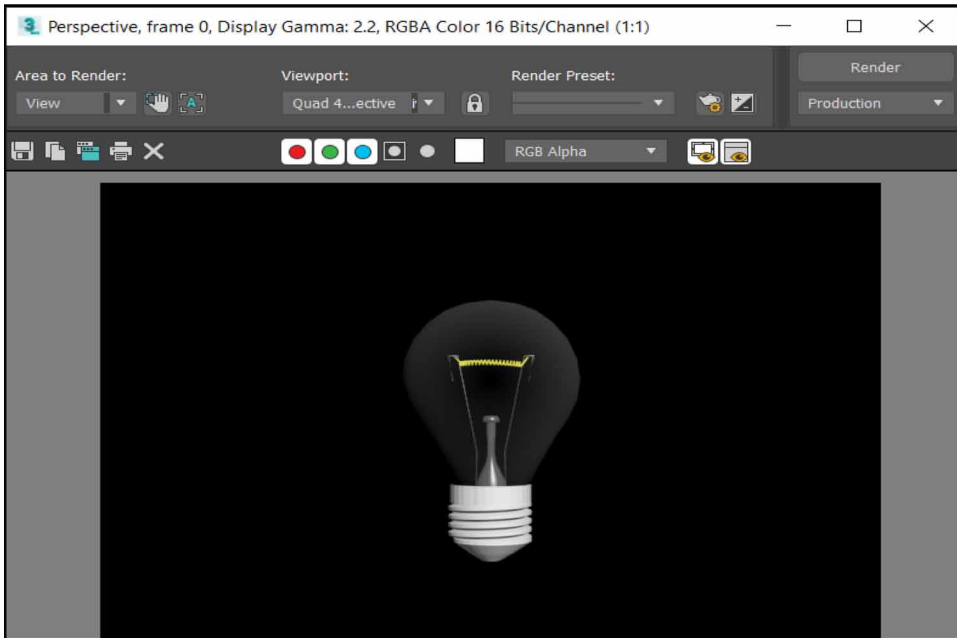 Perspective, frame 0, Display Gamma: 2.2, RGBA Color 16 Bits/Channel (1:1)
Area to Render:
Viewport:
Render Preset:
Render
View
Quad 4...ective
Production
RGB Alpha